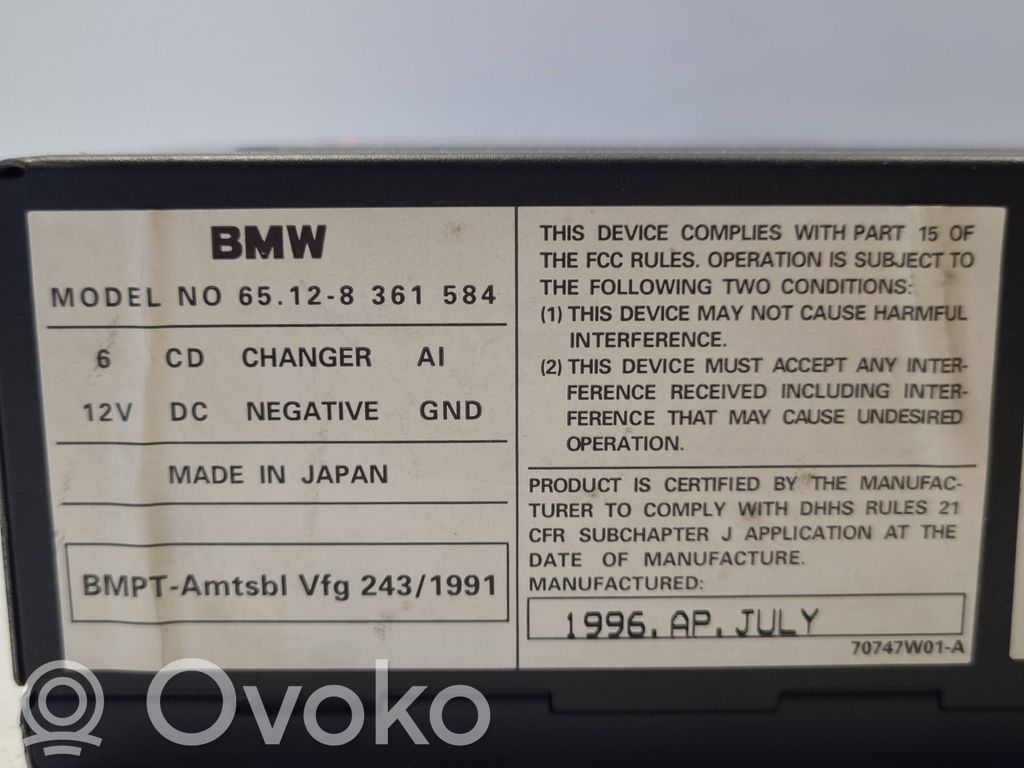 BMW
MODEL NO 65.12-8 361 584
6 CD CHANGER AI
12V DC NEGATIVE GND
MADE IN JAPAN
BMPT-Amtsbl Vfg 243/1991
THIS DEVICE COMPLIES WITH PART 15 OF
THE FCC RULES. OPERATION IS SUBJECT TO
THE FOLLOWING TWO CONDITIONS:
(1) THIS DEVICE MAY NOT CAUSE HARMFUL
INTERFERENCE.
(2) THIS DEVICE MUST ACCEPT ANY INTER-
FERENCE RECEIVED INCLUDING INTER-
FERENCE THAT MAY CAUSE UNDESIRED
OPERATION.
PRODUCT IS CERTIFIED BY THE MANUFAC-
TURER TO COMPLY WITH DHHS RULES 21
CFR SUBCHAPTER J APPLICATION AT THE
DATE OF MANUFACTURE.
MANUFACTURED:
1996. AP. JULY
70747W01-A
Ovoko